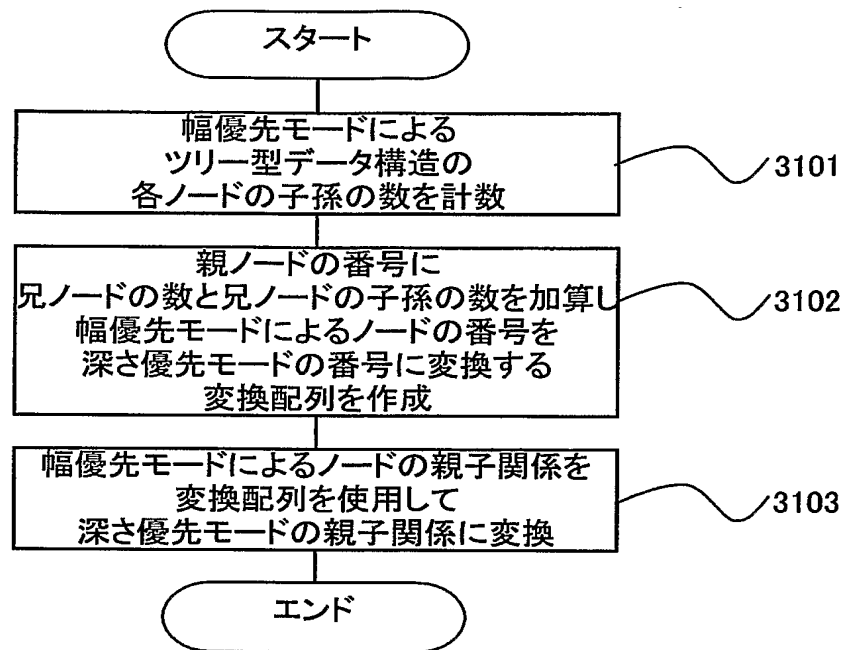 スタート
幅優先モードによる
ツリー型データ構造の
各ノードの子孫の数を計数
3101
親ノードの番号に
兄ノードの数と兄ノードの子孫の数を加算し
幅優先モードによるノードの番号を
深さ優先モードの番号に変換する
変換配列を作成
3102
幅優先モードによるノードの親子関係を
変換配列を使用して
深さ優先モードの親子関係に変換
3103
エンド